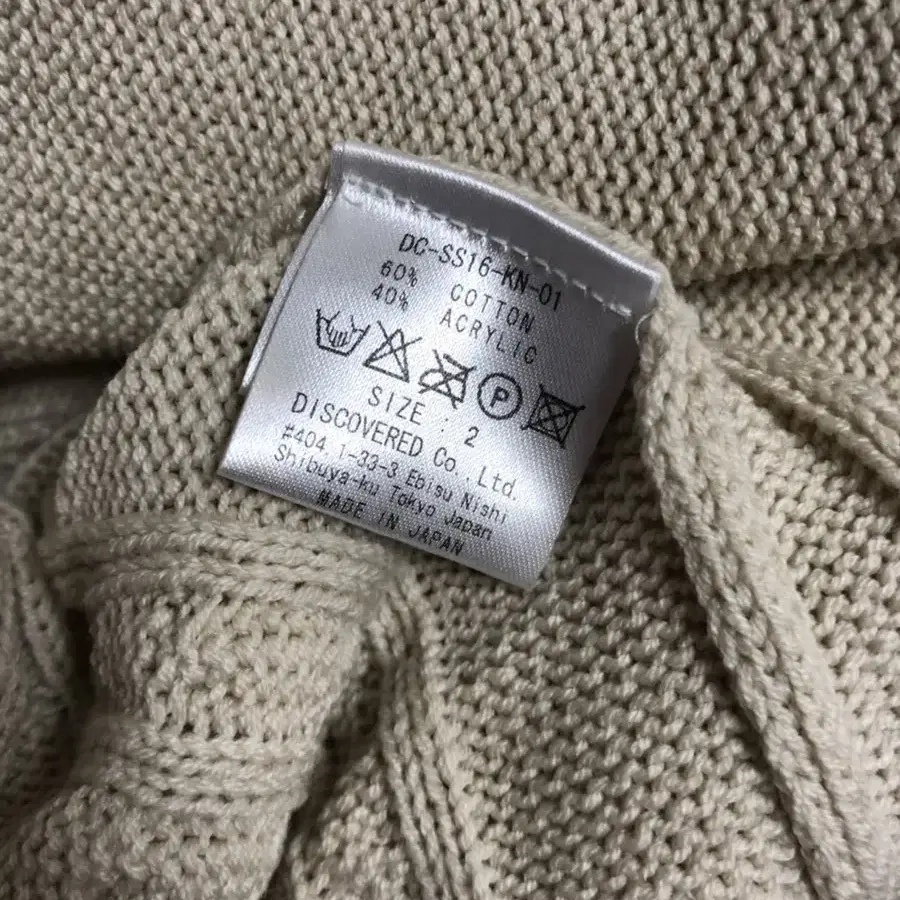 DC-SS16-KN-01
60% COTTON
40% ACRYLIC
P
SIZE : 2
DISCOVERED Co., Ltd.
#404, 1-33-3 Ebisu Nishi
Shibuya-ku Tokyo Japan
MADE IN JAPAN